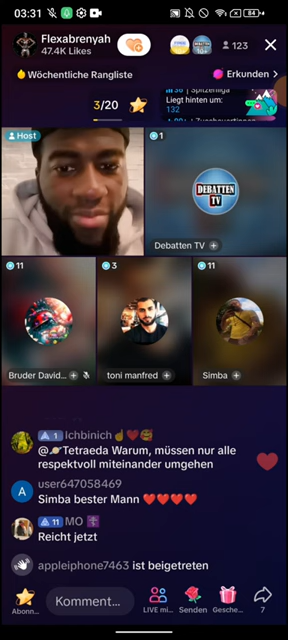 03:31
84
Flexabrenyah
47.4K Likes
10+
123
Wöchentliche Rangliste
Erkunden >
3/20
Liegt hinten um:
132
Host
1
DEBATTEN
TV
Debatten TV +
11
3
11
Bruder David... +
toni manfred +
Simba +
1 Ichbinich☝️❤️🥰
@🪐Tetraeda Warum, müssen nur alle
respektvoll miteinander umgehen
A
user647058469
Simba bester Mann ❤️❤️❤️❤️
11 MO ☦️
Reicht jetzt
appleiphone7463 ist beigetreten
Abonn...
Komment...
LIVE mi...
Senden
Gesche...
7